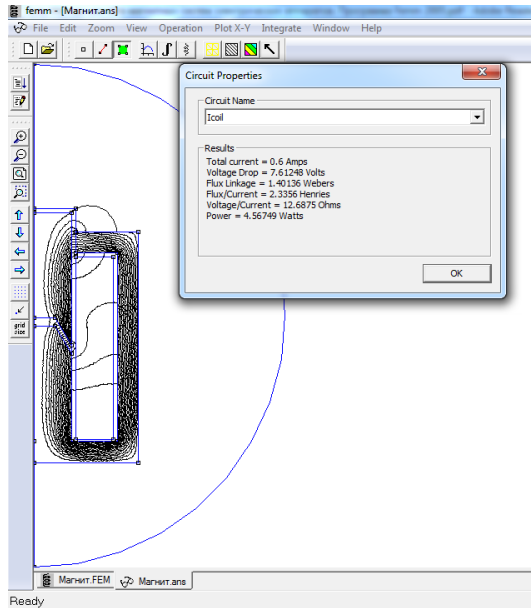 femm - [Магнит.ans]
File Edit Zoom View Operation Plot X-Y Integrate Window Help
Circuit Properties
Circuit Name
Icoil
Results
Total current = 0.6 Amps
Voltage Drop = 7.61248 Volts
Flux Linkage = 1.40136 Webers
Flux/Current = 2.3356 Henries
Voltage/Current = 12.6875 Ohms
Power = 4.56749 Watts
OK
grid
size
Магнит.FEM
Магнит.ans
Ready